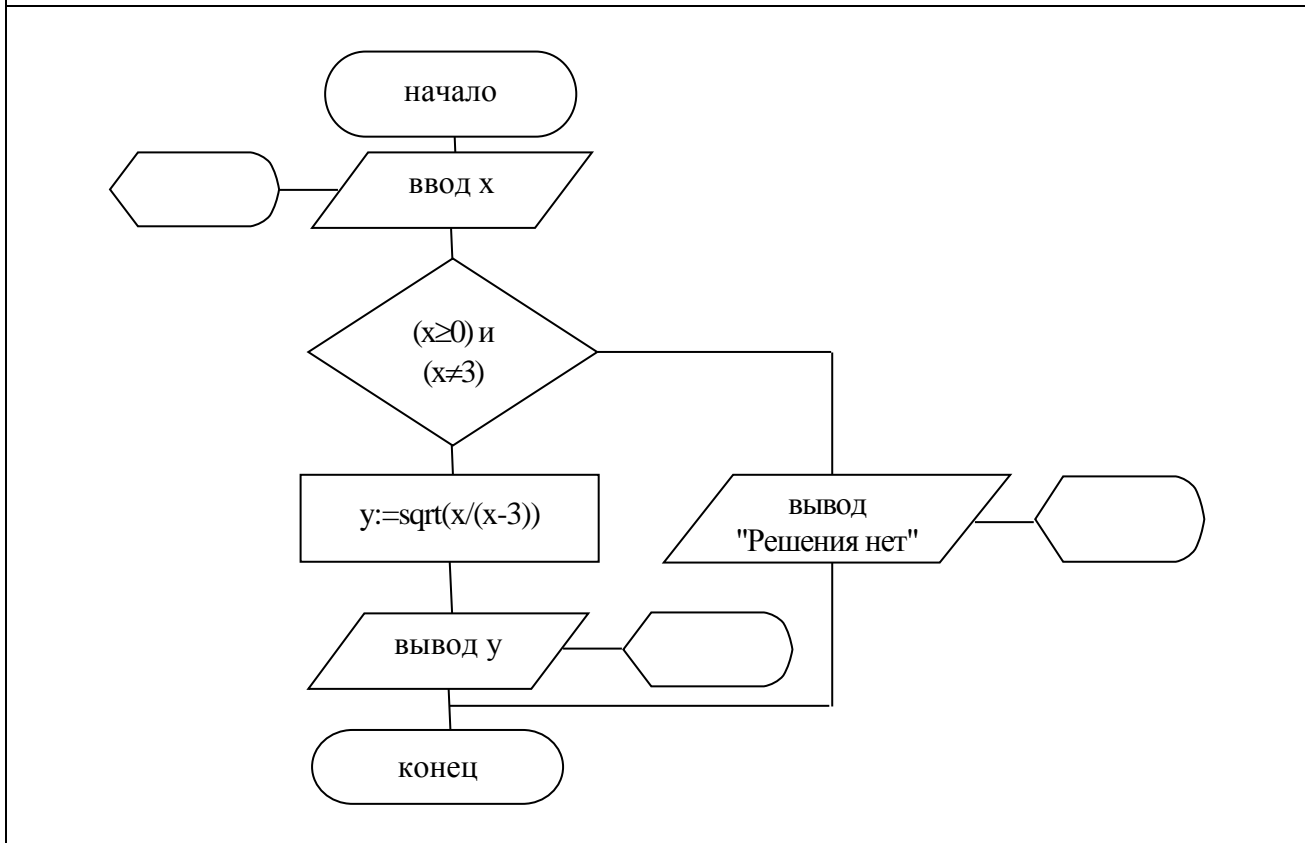 начало
ввод x
(x≥0) и
(x≠3)
y:=sqrt(x/(x-3))
вывод
"Решения нет"
вывод y
конец